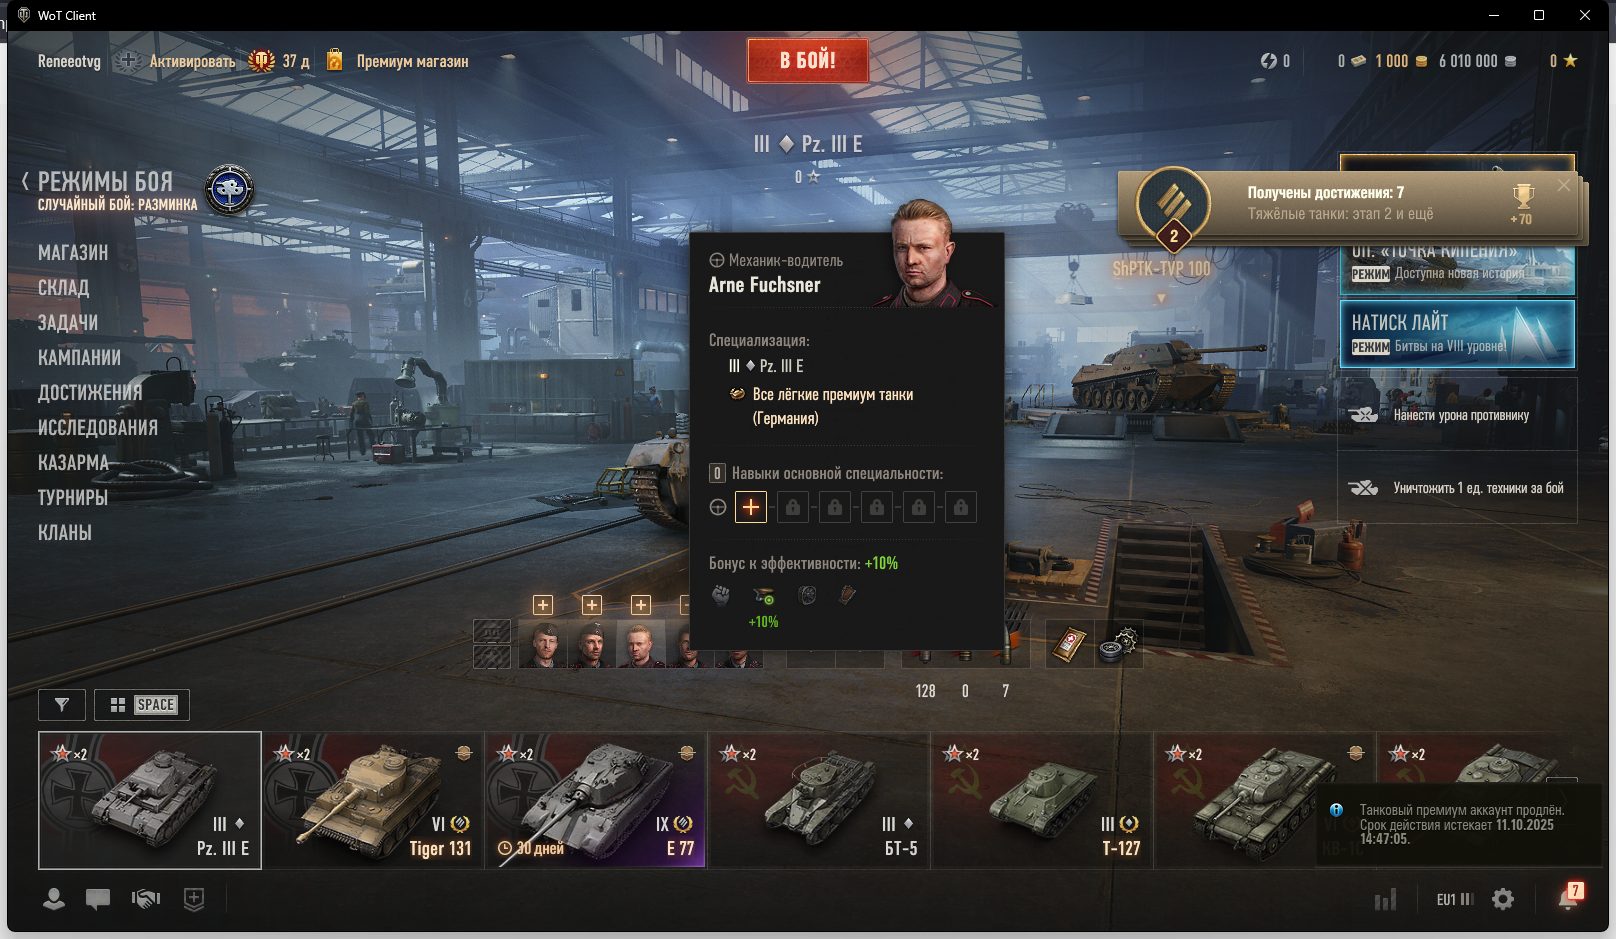 WoT Client
Reneeotvg
Активировать
37 д
Премиум магазин
В БОЙ!
0
0
1 000
6 010 000
0
III Pz. III E
0
РЕЖИМЫ БОЯ
СЛУЧАЙНЫЙ БОЙ: РАЗМИНКА
МАГАЗИН
СКЛАД
ЗАДАЧИ
КАМПАНИИ
ДОСТИЖЕНИЯ
ИССЛЕДОВАНИЯ
КАЗАРМА
ТУРНИРЫ
КЛАНЫ
Механик-водитель
Arne Fuchsner
Специализация:
III Pz. III E
Все лёгкие премиум танки
(Германия)
0 Навыки основной специальности:
Бонус к эффективности: +10%
+10%
Получены достижения: 7
Тяжёлые танки: этап 2 и ещё
+70
2
ShPTK-TVP 100
ОП. «ТОЧКА КИПЕНИЯ»
РЕЖИМ Доступна новая история
НАТИСК ЛАЙТ
РЕЖИМ Битвы на VIII уровне!
Нанести урона противнику
Уничтожить 1 ед. техники за бой
128
0
7
SPACE
×2
III
Pz. III E
×2
VI
Tiger 131
×2
IX
30 дней
E 77
×2
III
БТ-5
×2
III
Т-127
×2
×2
Танковый премиум аккаунт продлён.
Срок действия истекает 11.10.2025
14:47:05.
EU1
7